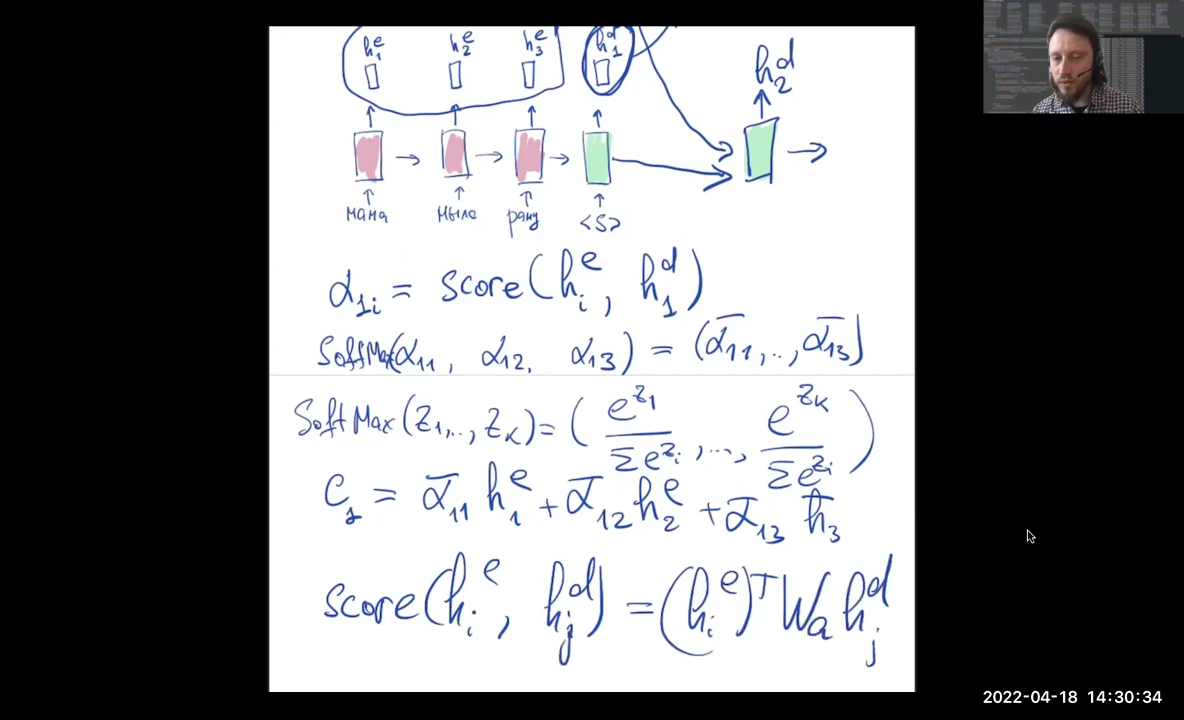 h₁ᵉ h₂ᵉ h₃ᵉ h₁ᵈ
h₂ᵈ
мама мыла раму <S>
α₁ᵢ = score(hᵢᵉ, h₁ᵈ)
SoftMax(α₁₁, α₁₂, α₁₃) = (ᾱ₁₁,..,ᾱ₁₃)
SoftMax(z₁,.., zₖ) = (e^z₁ / Σe^zᵢ ,..., e^zₖ / Σe^zᵢ)
C₁ = ᾱ₁₁ h₁ᵉ + ᾱ₁₂ h₂ᵉ + ᾱ₁₃ h̄₃
score(hᵢᵉ, hⱼᵈ) = (hᵢᵉ)ᵀ Wₐ hⱼᵈ
2022-04-18 14:30:34